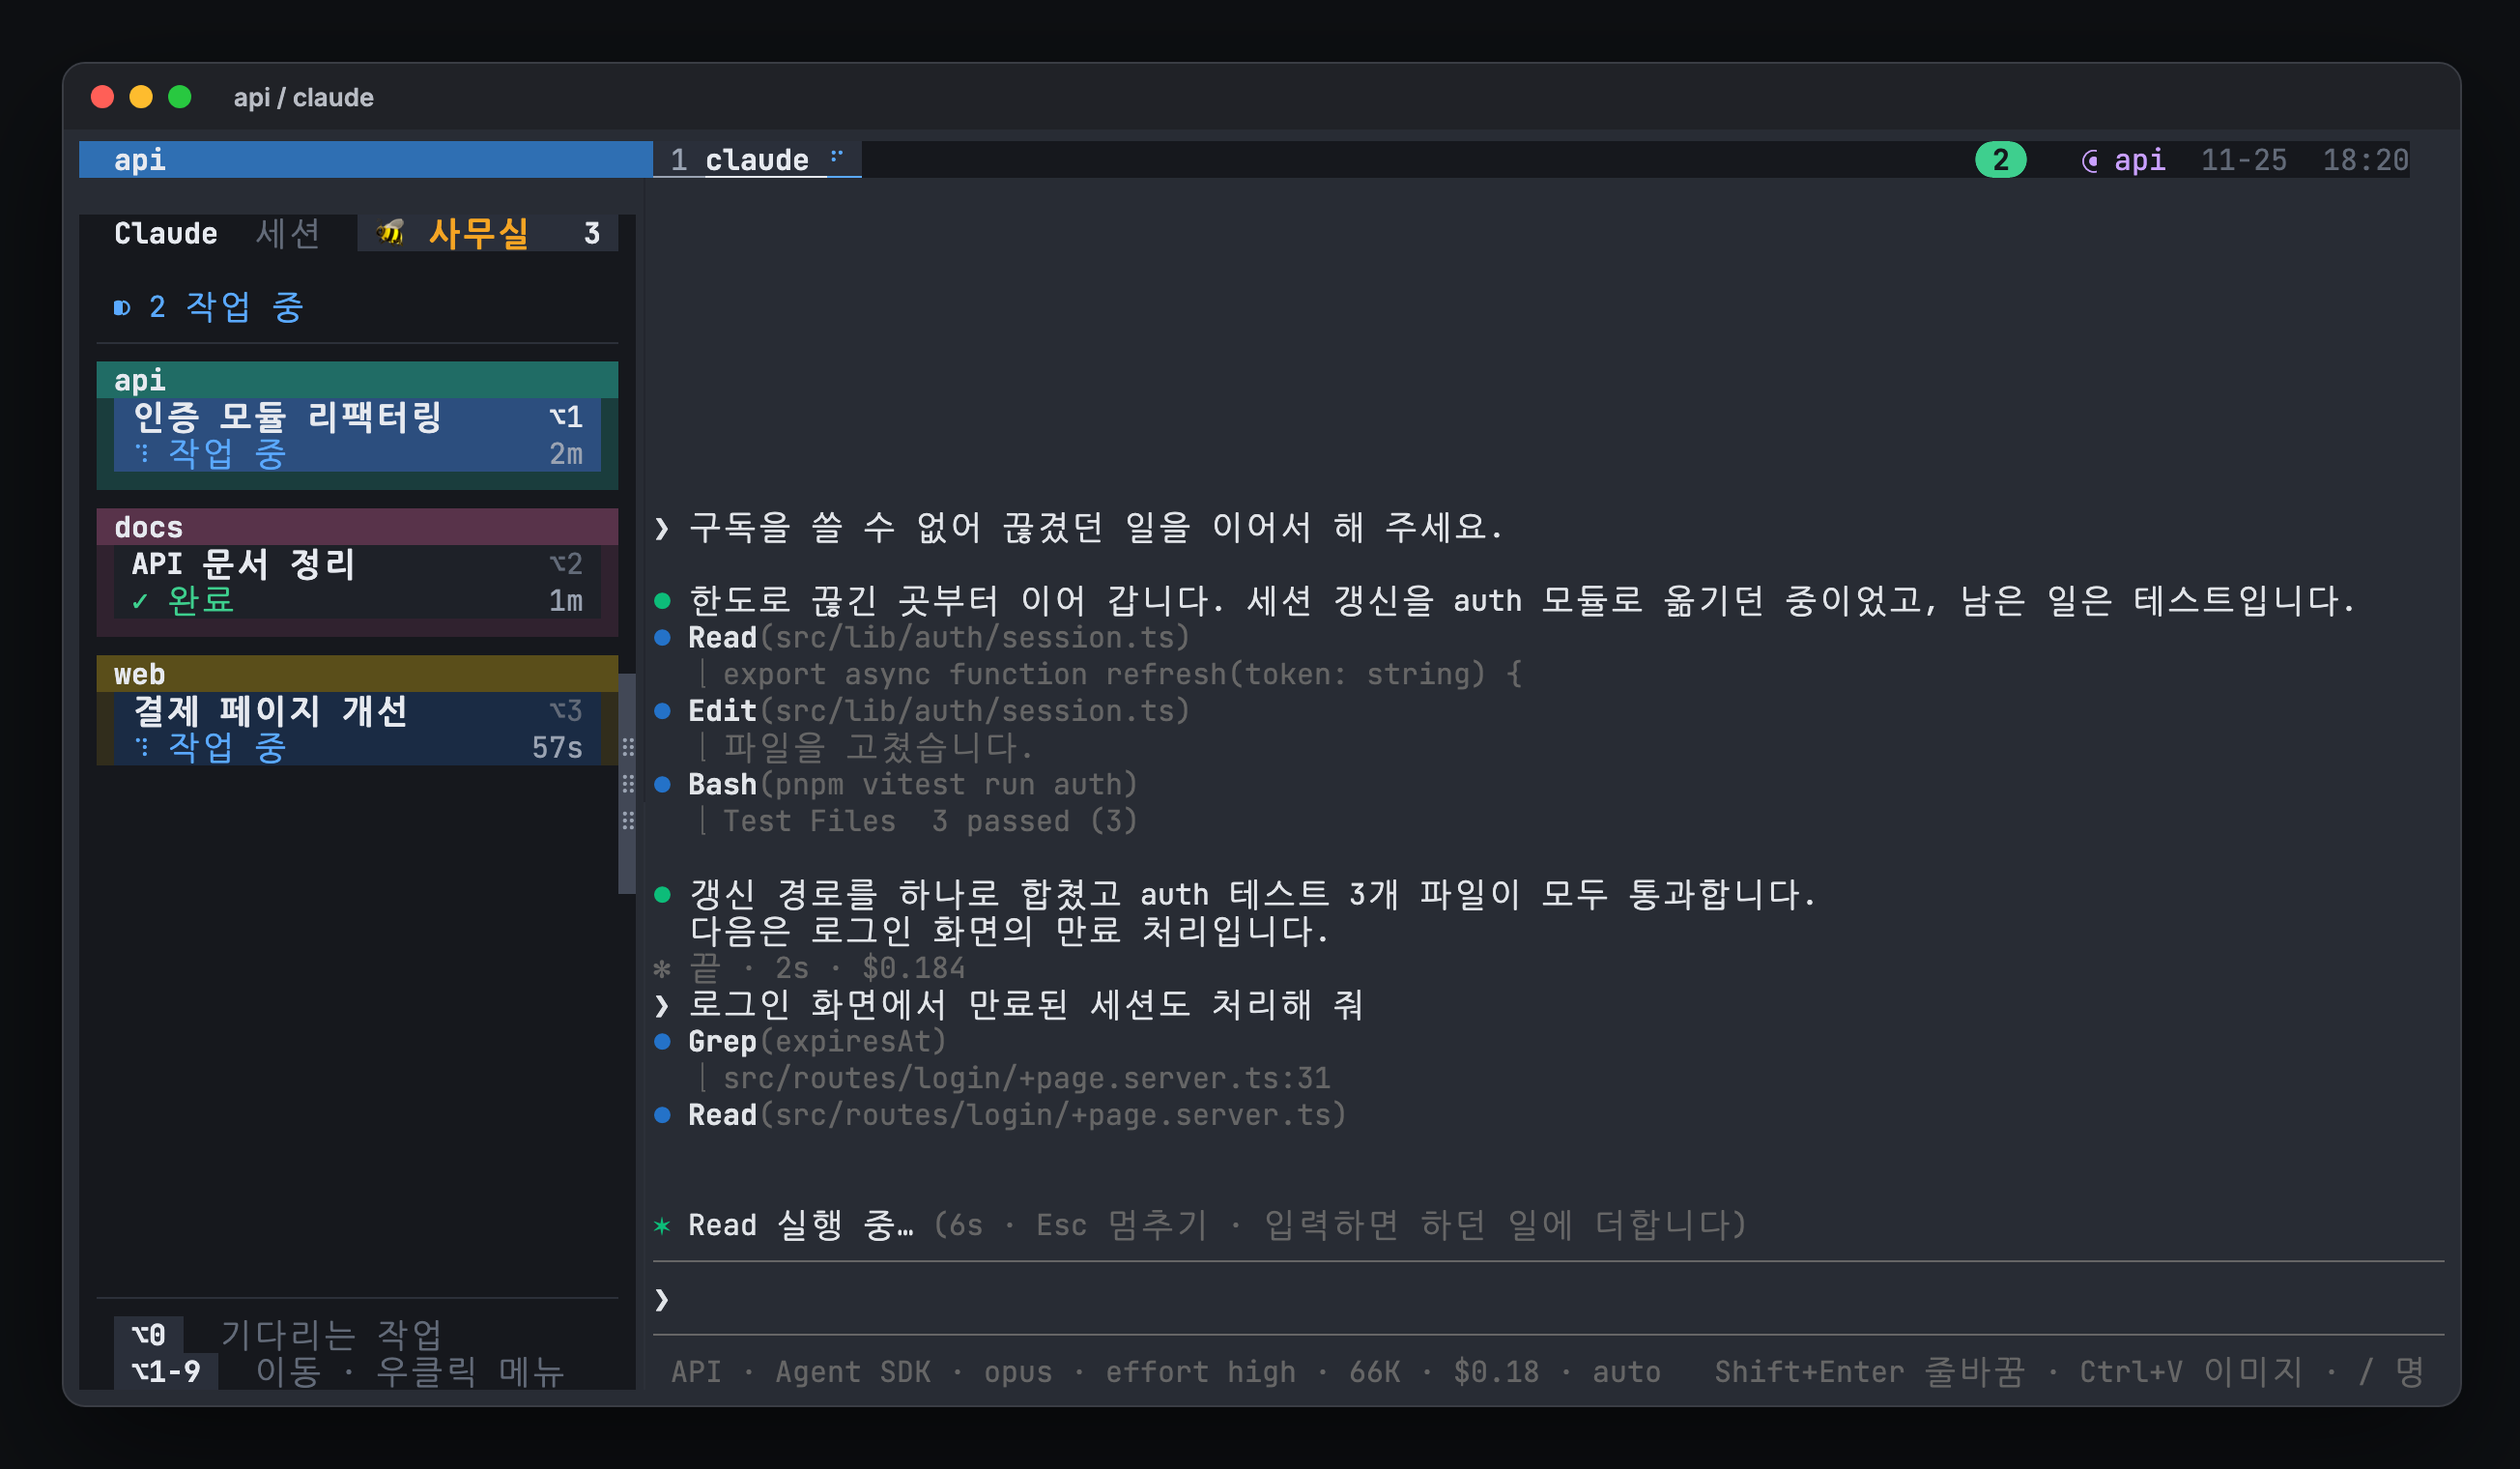 api / claude
api
1 claude
2 api 11-25 18:20
Claude 세션 사무실 3
2 작업 중
api
인증 모듈 리팩터링 ⌥1
작업 중 2m
docs
API 문서 정리 ⌥2
✓ 완료 1m
web
결제 페이지 개선 ⌥3
작업 중 57s
⌥0 기다리는 작업
⌥1-9 이동 · 우클릭 메뉴
❯ 구독을 쓸 수 없어 끊겼던 일을 이어서 해 주세요.
● 한도로 끊긴 곳부터 이어 갑니다. 세션 갱신을 auth 모듈로 옮기던 중이었고, 남은 일은 테스트입니다.
● Read(src/lib/auth/session.ts)
⎣ export async function refresh(token: string) {
● Edit(src/lib/auth/session.ts)
⎣ 파일을 고쳤습니다.
● Bash(pnpm vitest run auth)
⎣ Test Files  3 passed (3)
● 갱신 경로를 하나로 합쳤고 auth 테스트 3개 파일이 모두 통과합니다.
다음은 로그인 화면의 만료 처리입니다.
✻ 끝 · 2s · $0.184
❯ 로그인 화면에서 만료된 세션도 처리해 줘
● Grep(expiresAt)
⎣ src/routes/login/+page.server.ts:31
● Read(src/routes/login/+page.server.ts)
✶ Read 실행 중… (6s · Esc 멈추기 · 입력하면 하던 일에 더합니다)
❯
API · Agent SDK · opus · effort high · 66K · $0.18 · auto Shift+Enter 줄바꿈 · Ctrl+V 이미지 · / 명